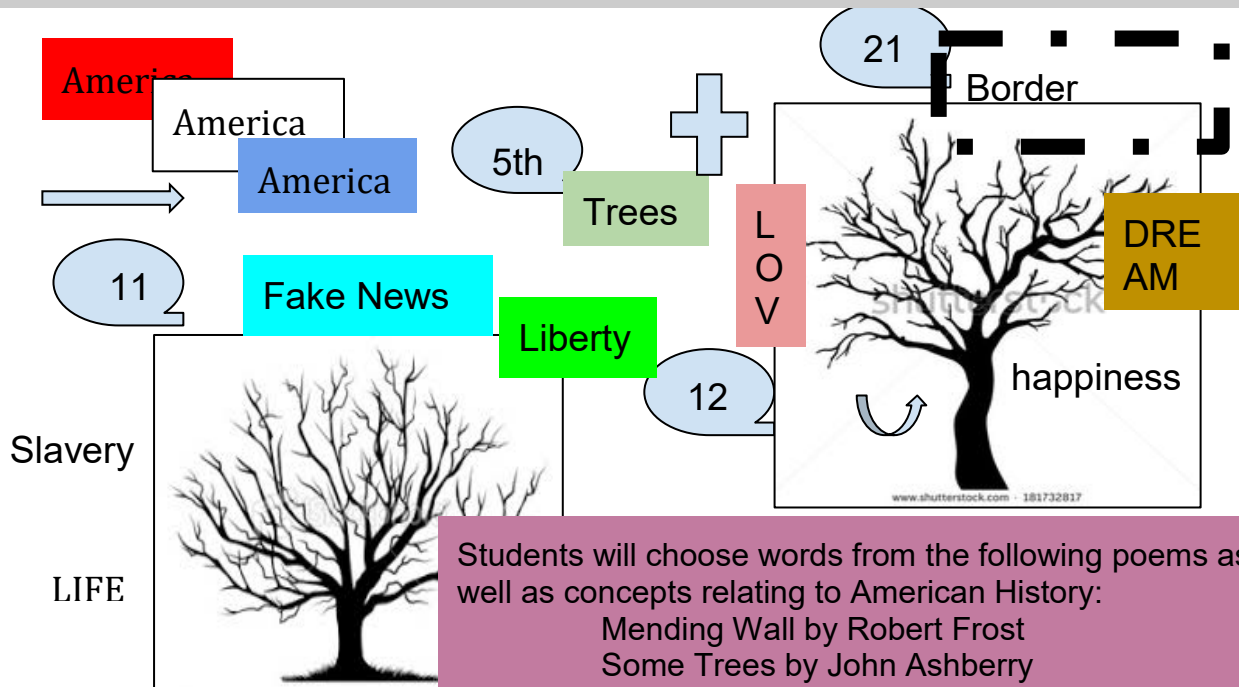 America
America
America
5th
21
Border
Trees
L
O
V
DRE
AM
11
Fake News
Liberty
shutterstock
12
happiness
Slavery
www.shutterstock.com · 181732817
LIFE
Students will choose words from the following poems as
well as concepts relating to American History:
Mending Wall by Robert Frost
Some Trees by John Ashberry